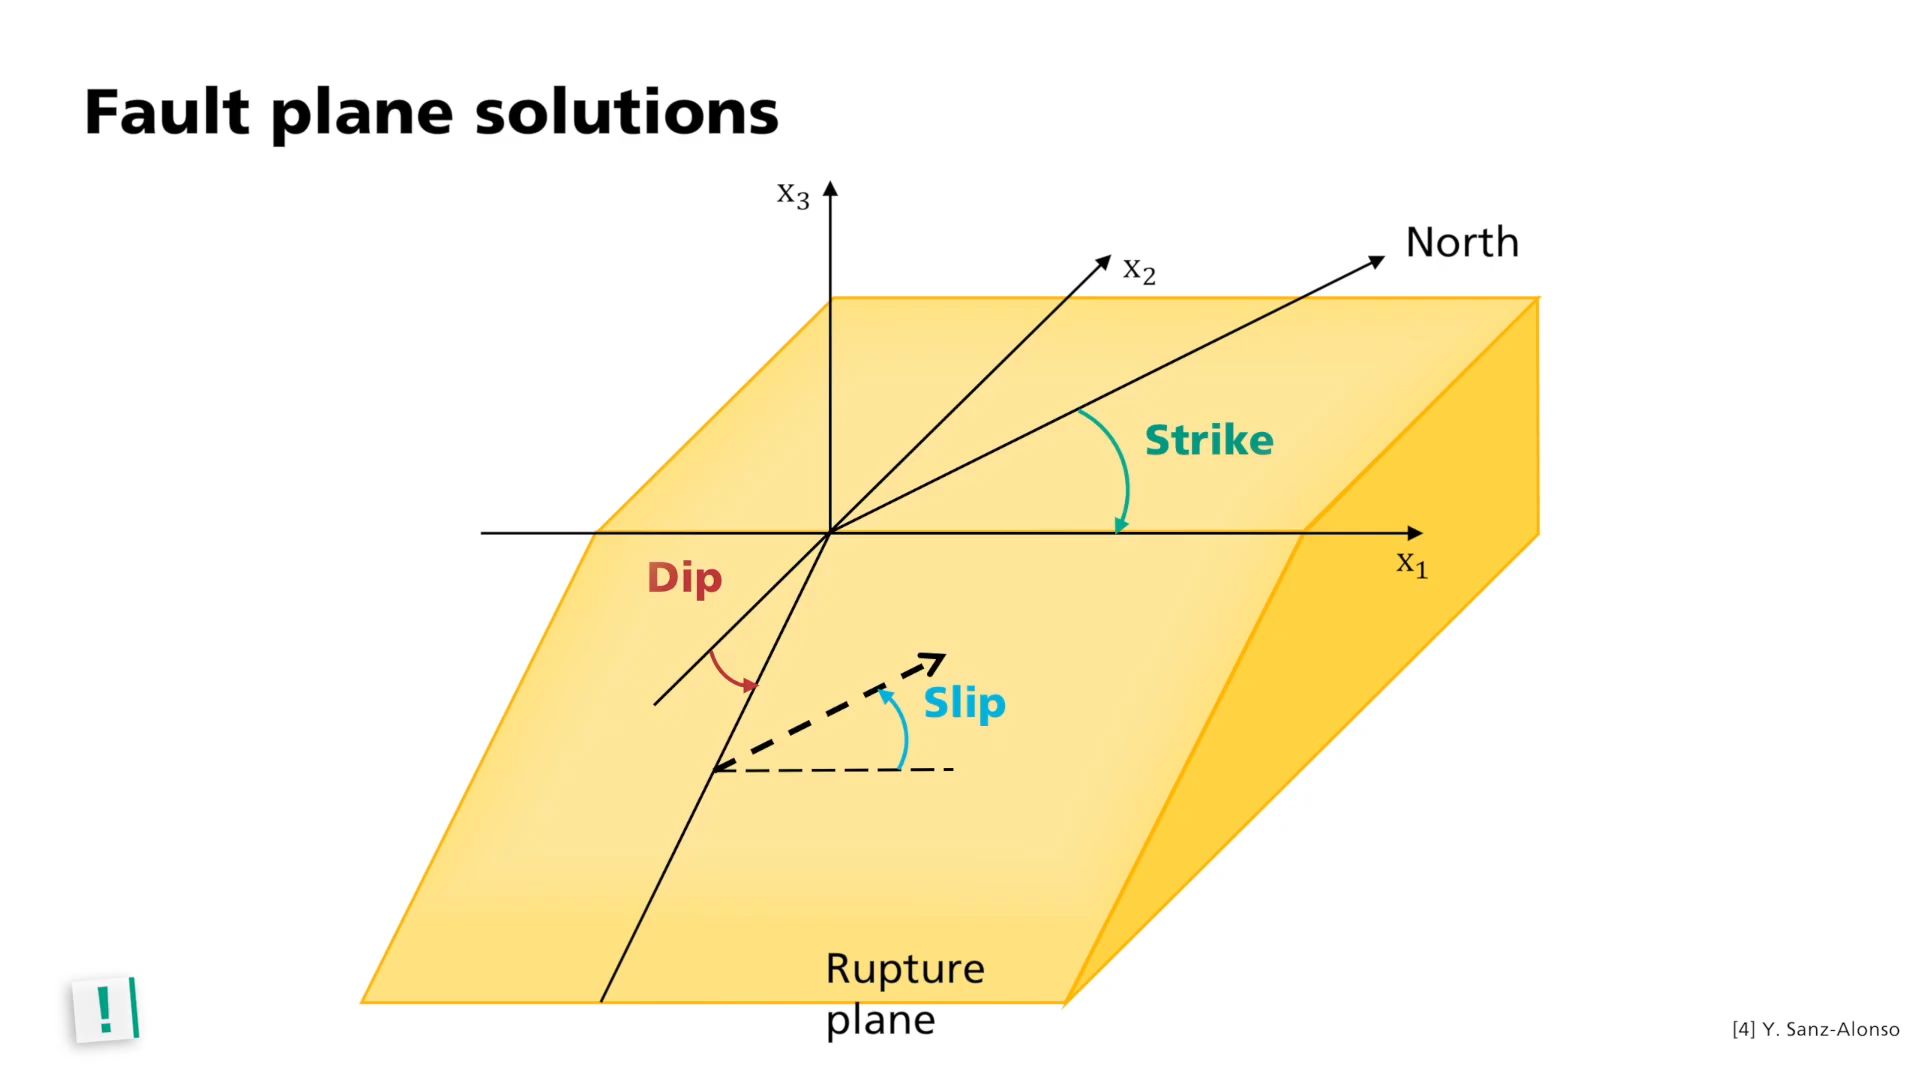 Fault plane solutions
x₃
North
x₂
Strike
x₁
Dip
Slip
Rupture
plane
!
[4] Y. Sanz-Alonso